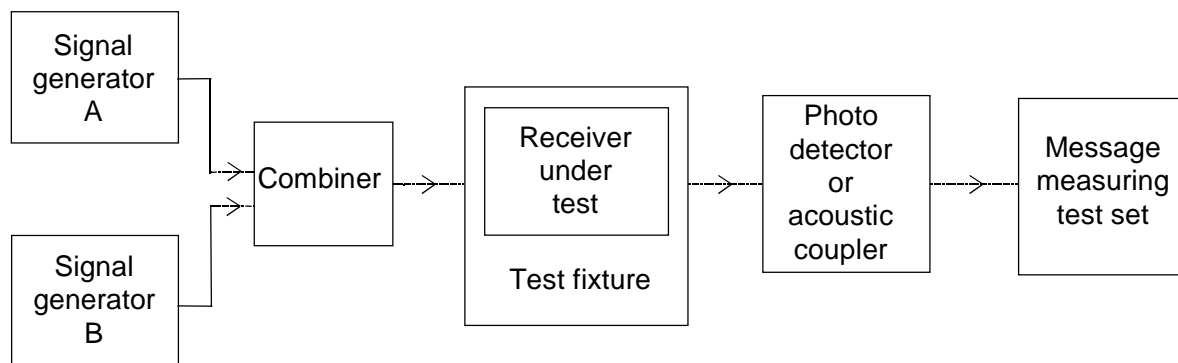 Signal
generator
A
Signal
generator
B
Combiner
Receiver
under
test
Test fixture
Photo
detector
or
acoustic
coupler
Message
measuring
test set